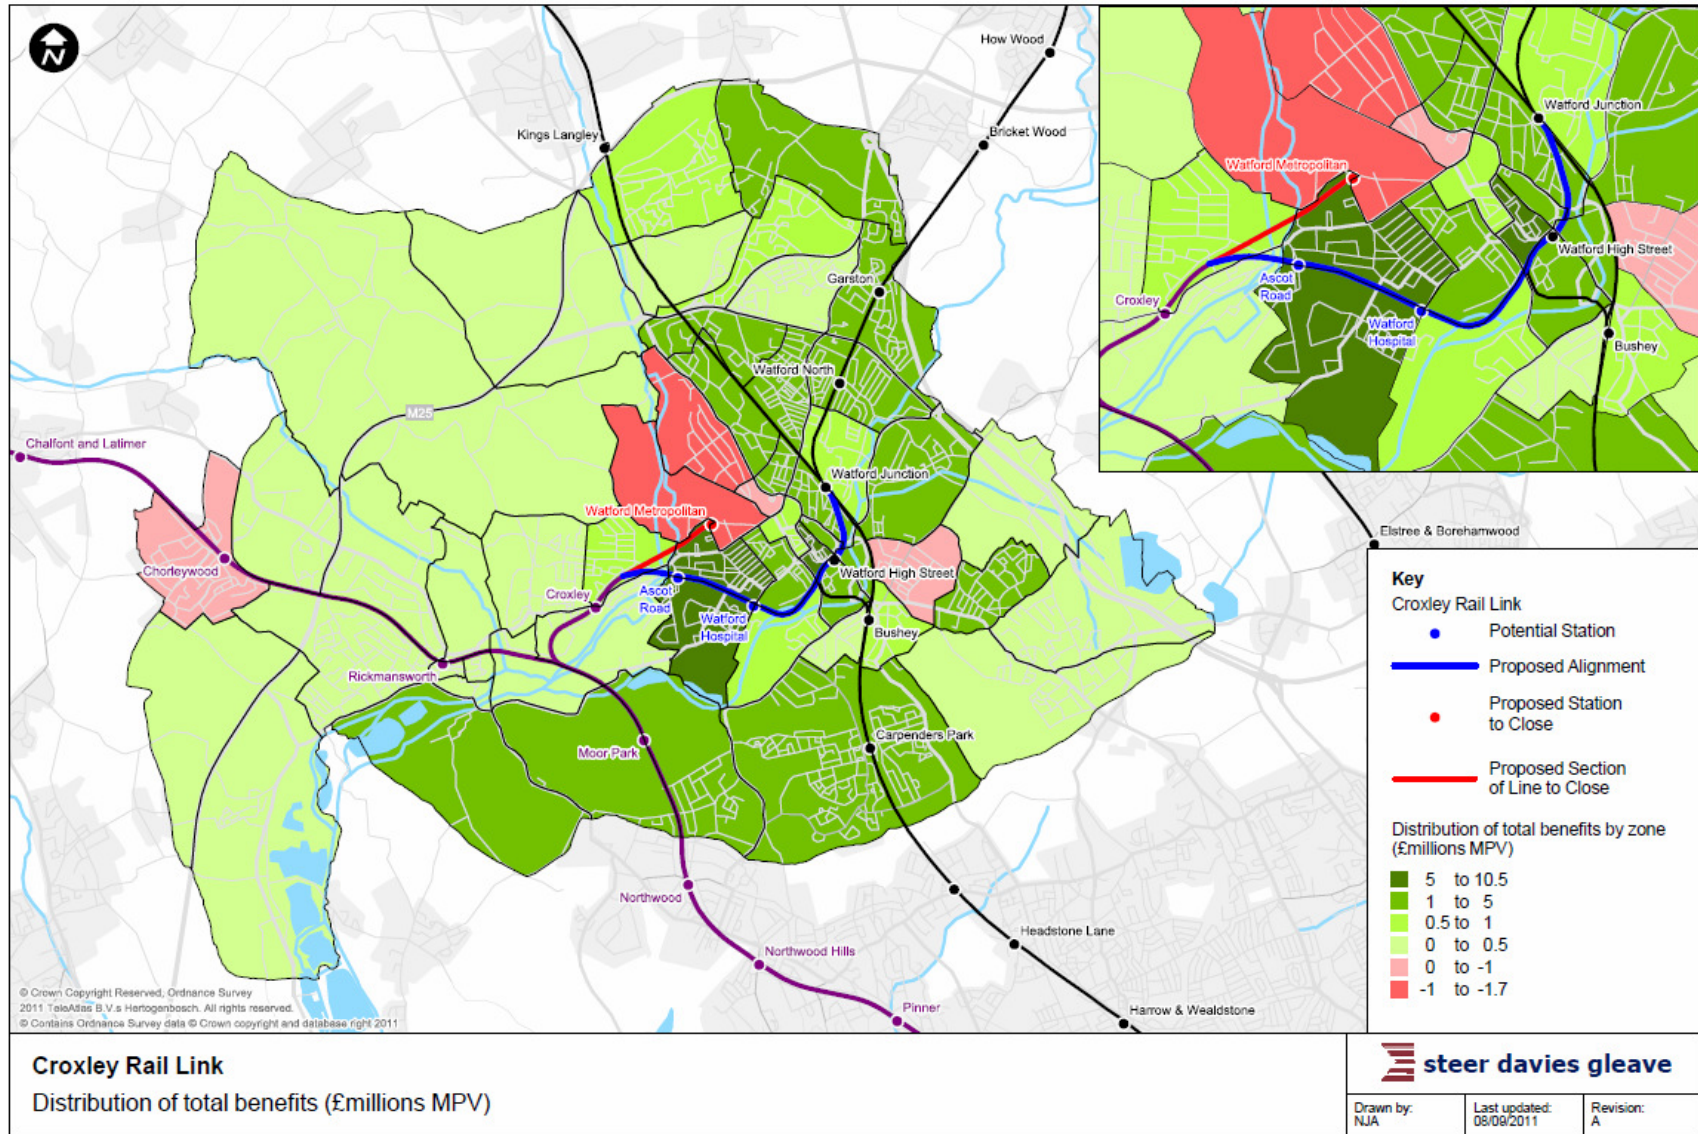 N
How Wood
Kings Langley
Bricket Wood
Garston
Watford North
M25
Chalfont and Latimer
Watford Junction
Watford Metropolitan
Chorleywood
Croxley
Ascot
Road
Watford High Street
Watford
Hospital
Bushey
Rickmansworth
Moor Park
Carpenders Park
Northwood
Northwood Hills
Headstone Lane
Pinner
Harrow & Wealdstone
Elstree & Borehamwood
Watford Junction
Watford Metropolitan
Watford High Street
Ascot
Road
Croxley
Watford
Hospital
Bushey
Key
Croxley Rail Link
Potential Station
Proposed Alignment
Proposed Station
to Close
Proposed Section
of Line to Close
Distribution of total benefits by zone
(£millions MPV)
5 to 10.5
1 to 5
0.5 to 1
0 to 0.5
0 to -1
-1 to -1.7
© Crown Copyright Reserved, Ordnance Survey
2011 TeleAtlas B.V.s Hertogenbosch. All rights reserved.
© Contains Ordnance Survey data © Crown copyright and database right 2011
Croxley Rail Link
Distribution of total benefits (£millions MPV)
steer davies gleave
Drawn by:
NJA
Last updated:
08/09/2011
Revision:
A